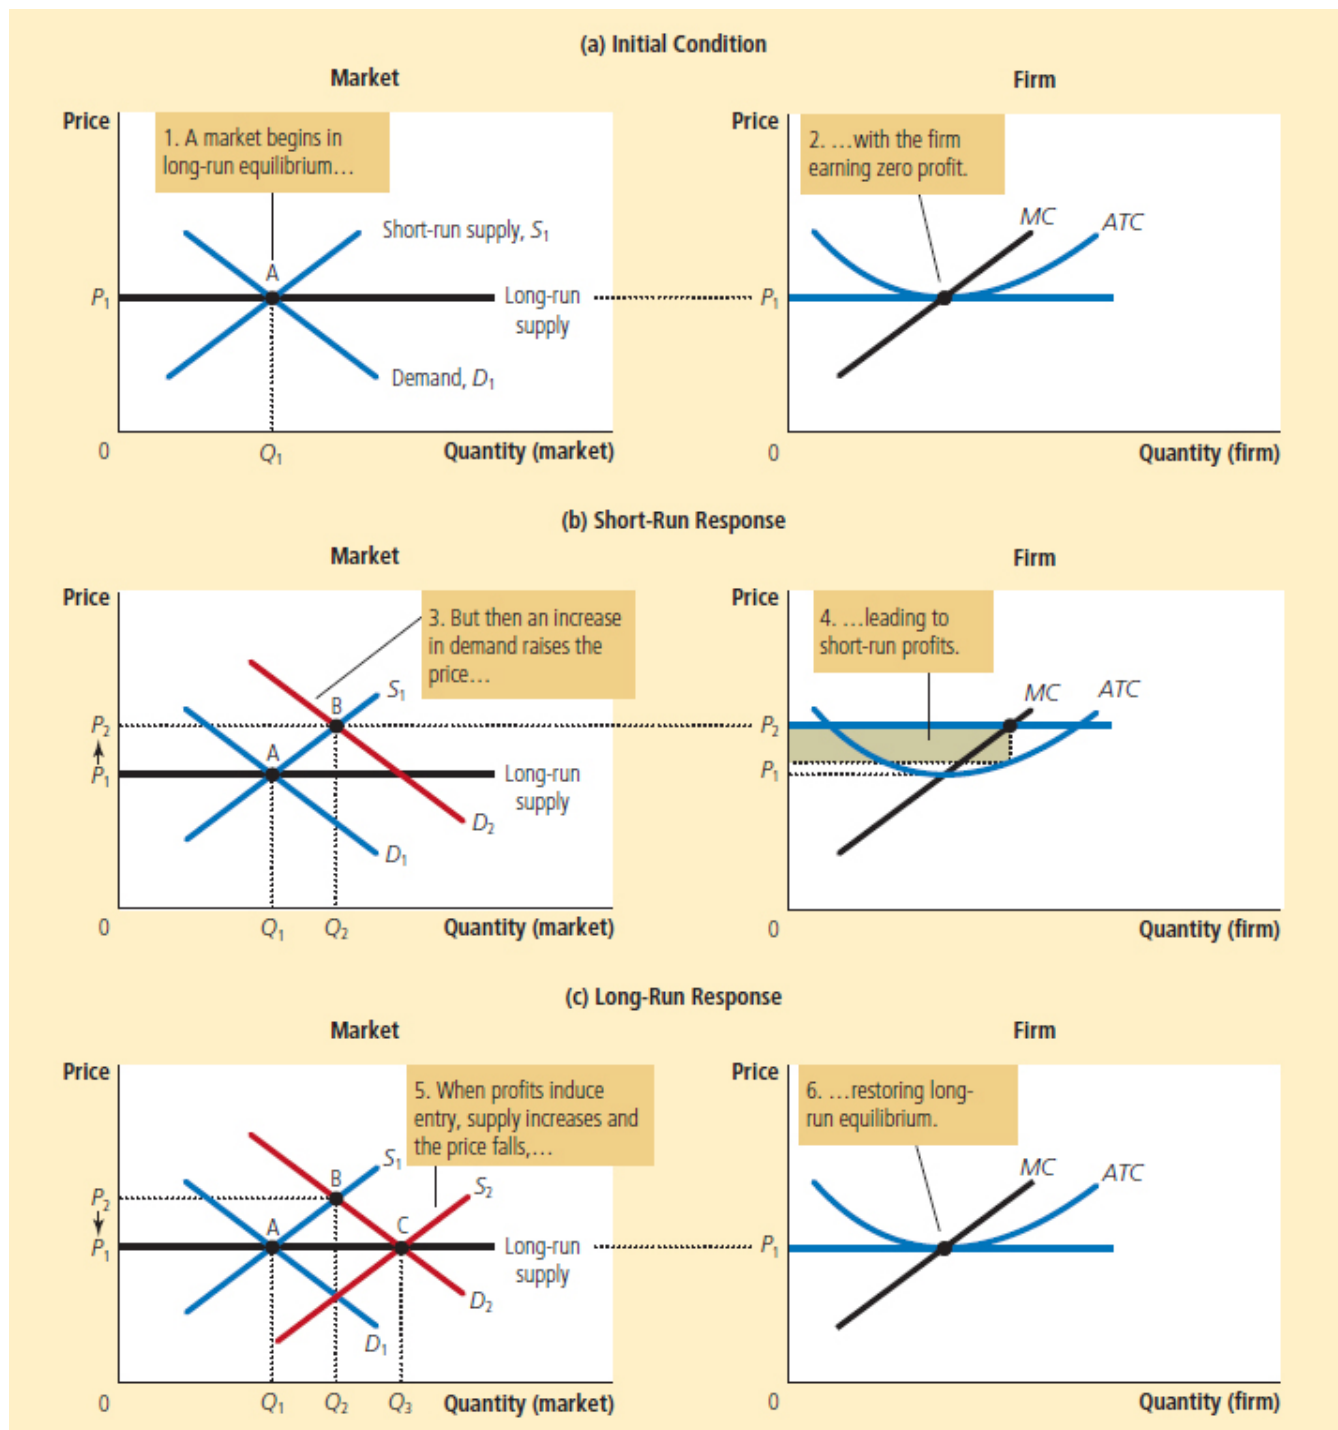 (a) Initial Condition
Market
Firm
Price
1. A market begins in
long-run equilibrium…
Short-run supply, S1
A
P1
Long-run
supply
Demand, D1
0
Q1
Quantity (market)
Price
2. …with the firm
earning zero profit.
MC
ATC
P1
0
Quantity (firm)
(b) Short-Run Response
Market
Firm
Price
3. But then an increase
in demand raises the
price…
S1
B
P2
A
P1
Long-run
supply
D2
D1
0
Q1
Q2
Quantity (market)
Price
4. …leading to
short-run profits.
MC
ATC
P2
P1
0
Quantity (firm)
(c) Long-Run Response
Market
Firm
Price
5. When profits induce
entry, supply increases and
the price falls,…
S1
S2
B
P2
A
C
P1
Long-run
supply
D2
D1
0
Q1
Q2
Q3
Quantity (market)
Price
6. …restoring long-
run equilibrium.
MC
ATC
P1
0
Quantity (firm)